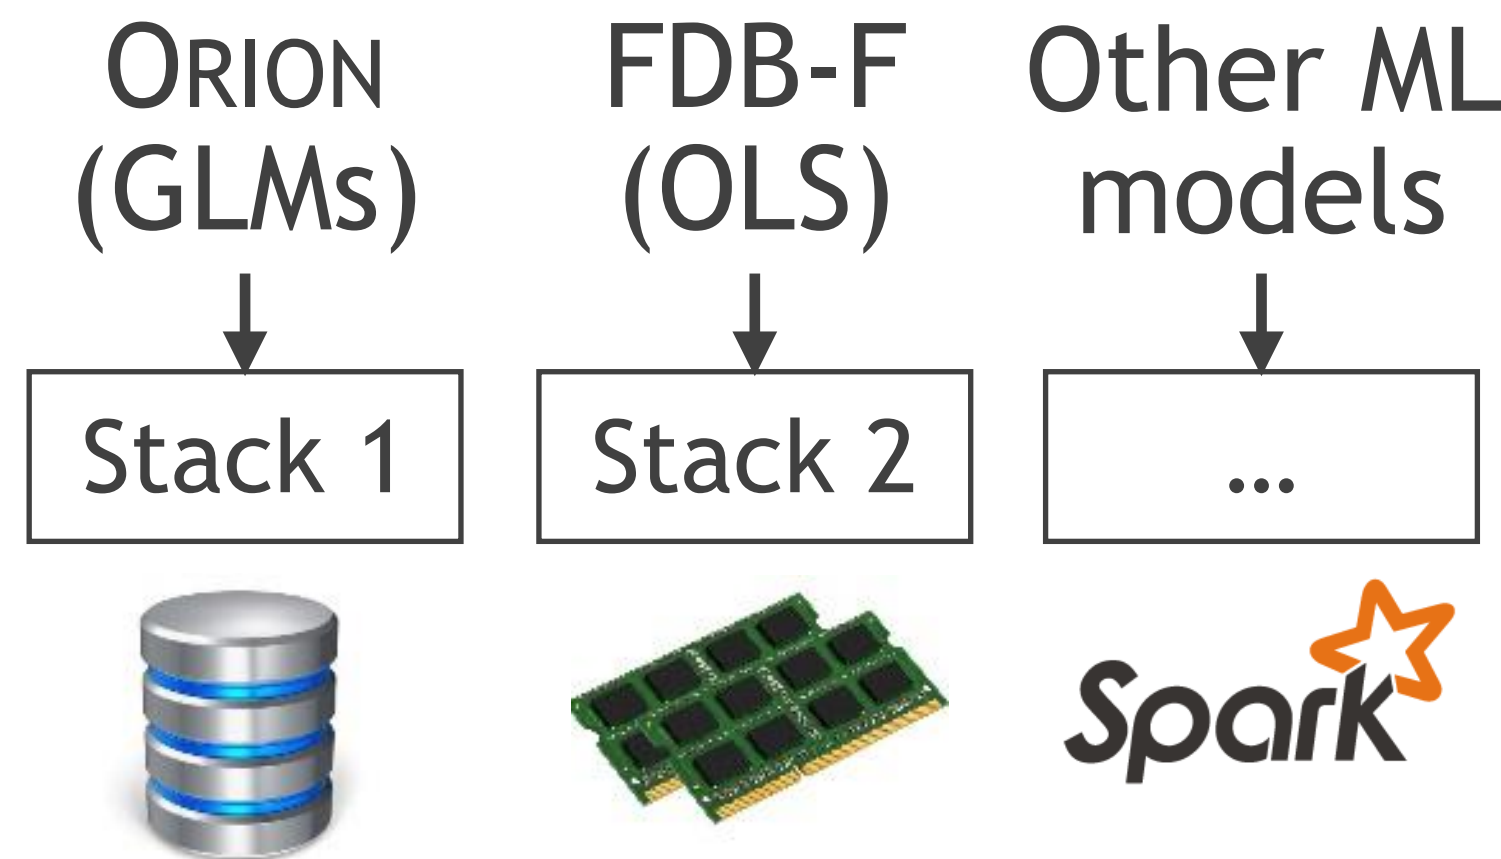 ORION
(GLMs)
FDB-F
(OLS)
Other ML
models
Stack 1
Stack 2
...
Spark